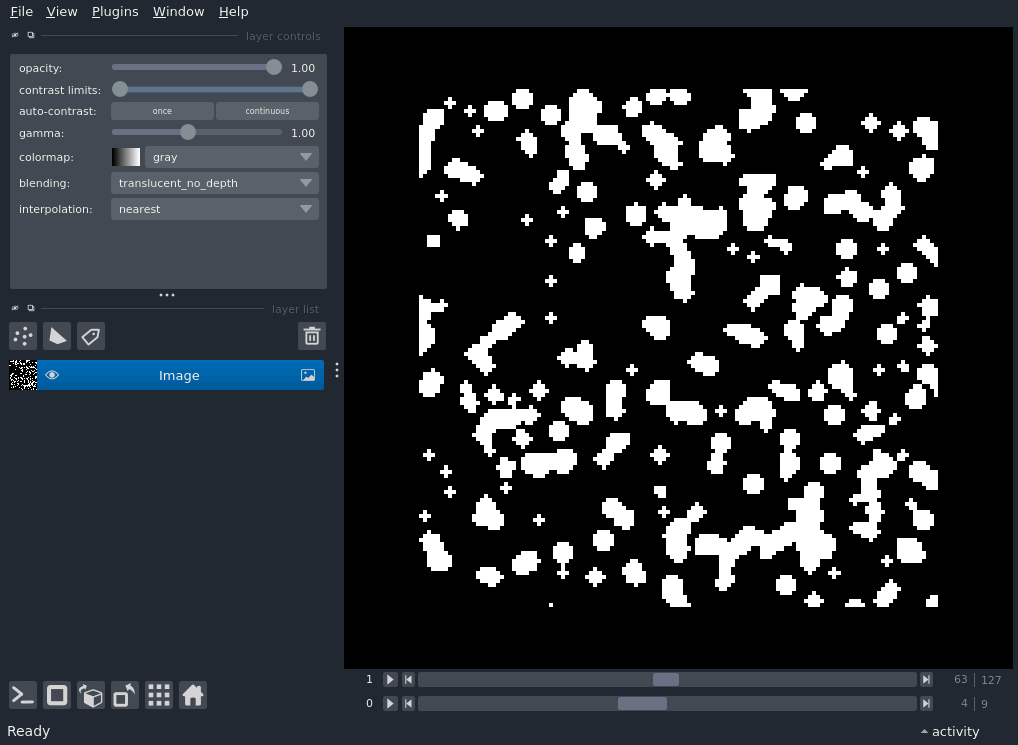 File View Plugins Window Help
layer controls
opacity: 1.00
contrast limits:
auto-contrast: once continuous
gamma: 1.00
colormap: gray
blending: translucent_no_depth
interpolation: nearest
layer list
Image
1 63 127
0 4 9
Ready activity